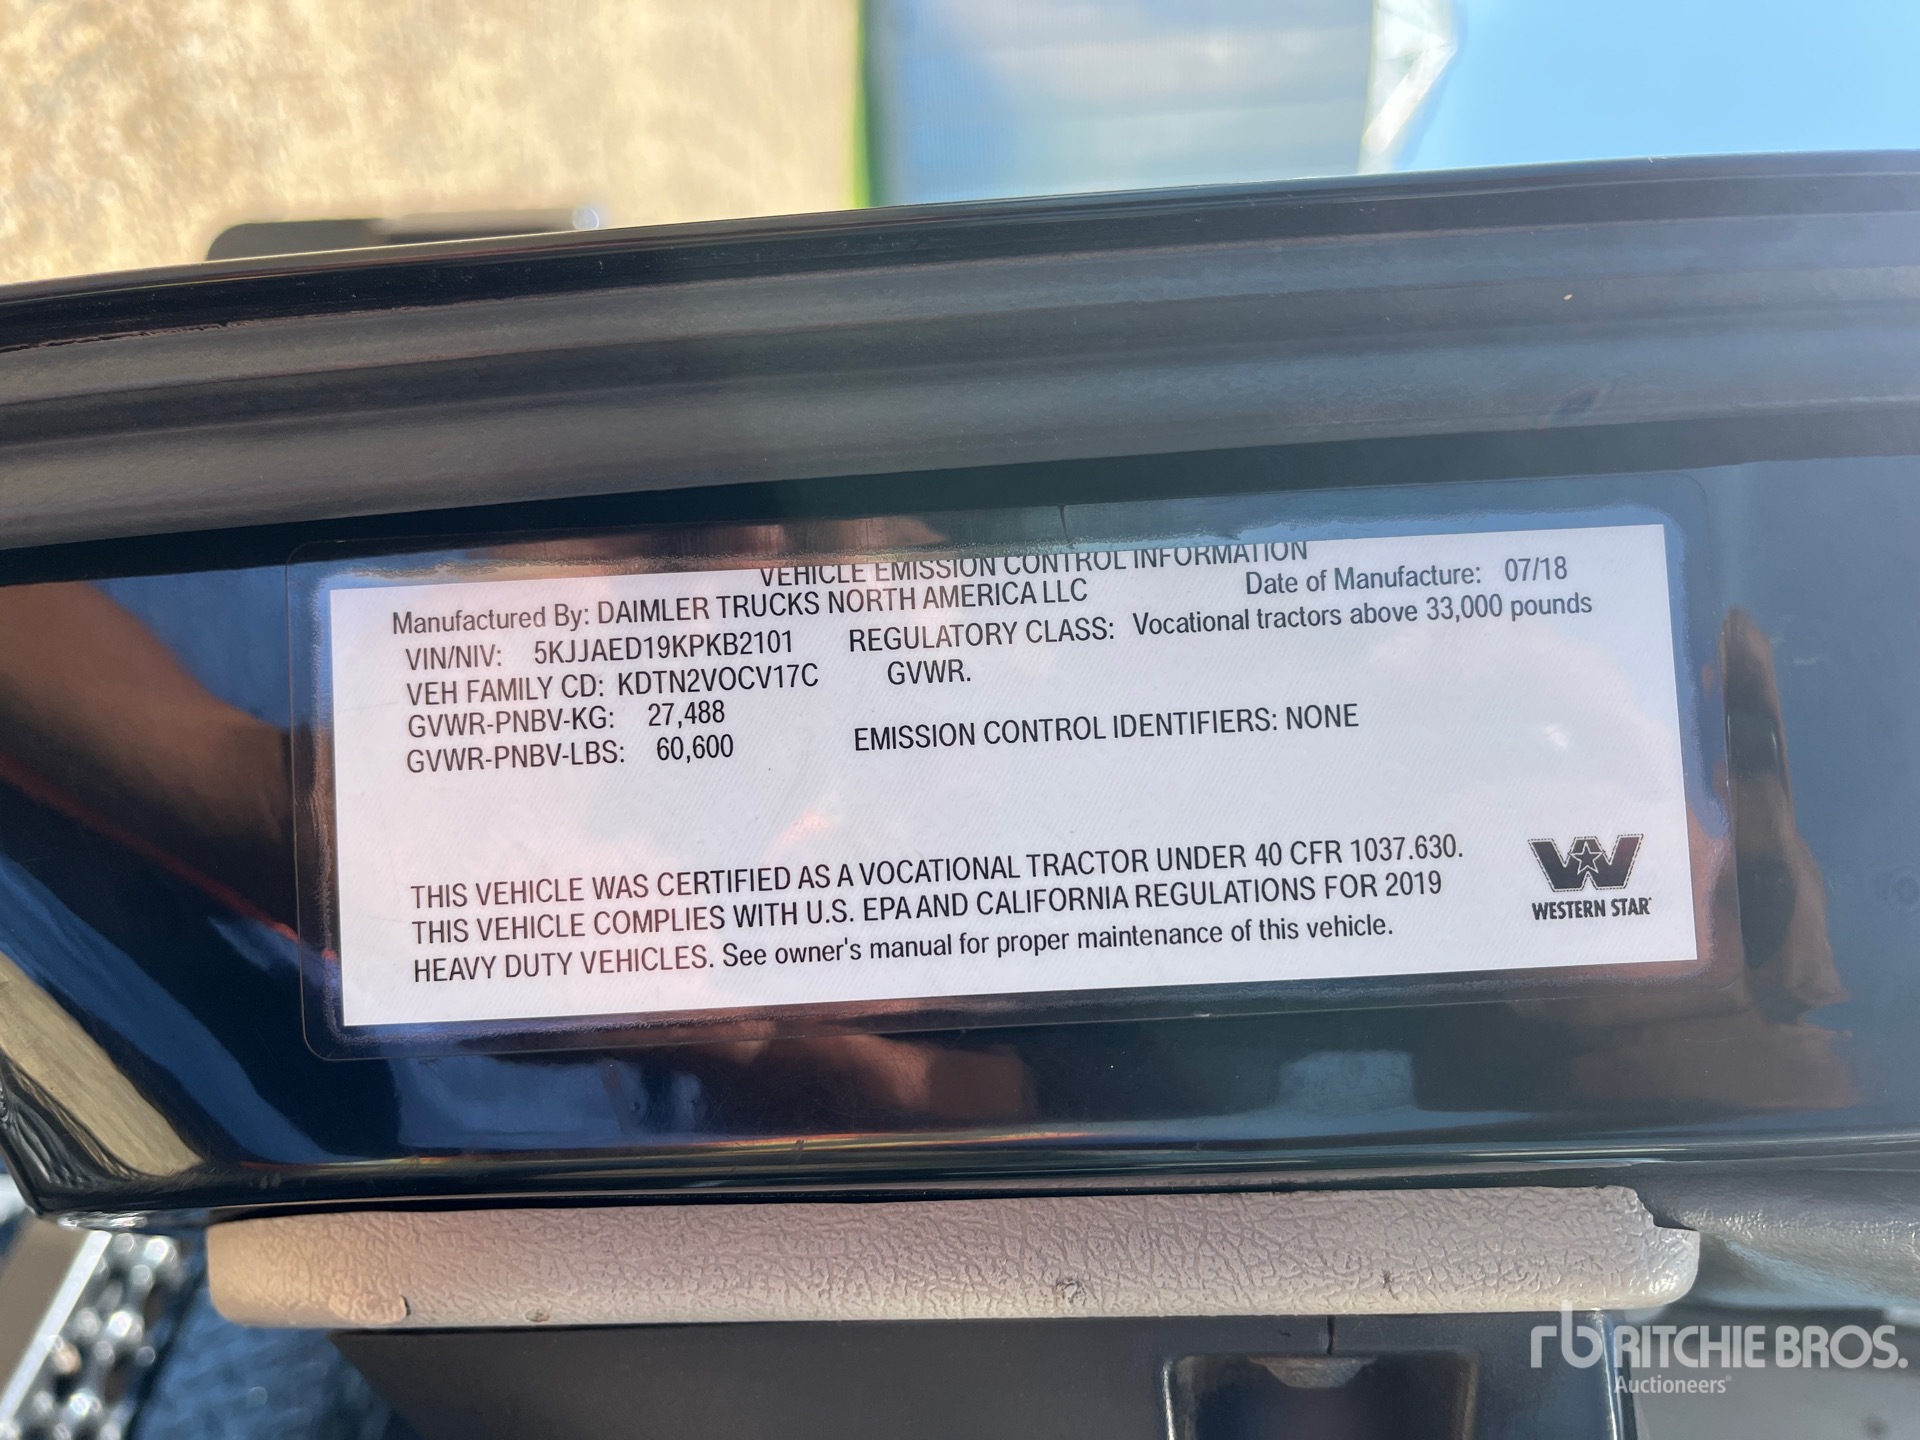 VEHICLE EMISSION CONTROL INFORMATION
Manufactured By: DAIMLER TRUCKS NORTH AMERICA LLC Date of Manufacture: 07/18
VIN/NIV: 5KJJAED19KPKB2101 REGULATORY CLASS: Vocational tractors above 33,000 pounds
VEH FAMILY CD: KDTN2VOCV17C GVWR.
GVWR-PNBV-KG: 27,488
GVWR-PNBV-LBS: 60,600 EMISSION CONTROL IDENTIFIERS: NONE
THIS VEHICLE WAS CERTIFIED AS A VOCATIONAL TRACTOR UNDER 40 CFR 1037.630.
THIS VEHICLE COMPLIES WITH U.S. EPA AND CALIFORNIA REGULATIONS FOR 2019
HEAVY DUTY VEHICLES. See owner's manual for proper maintenance of this vehicle.
WESTERN STAR
rb RITCHIE BROS.
Auctioneers